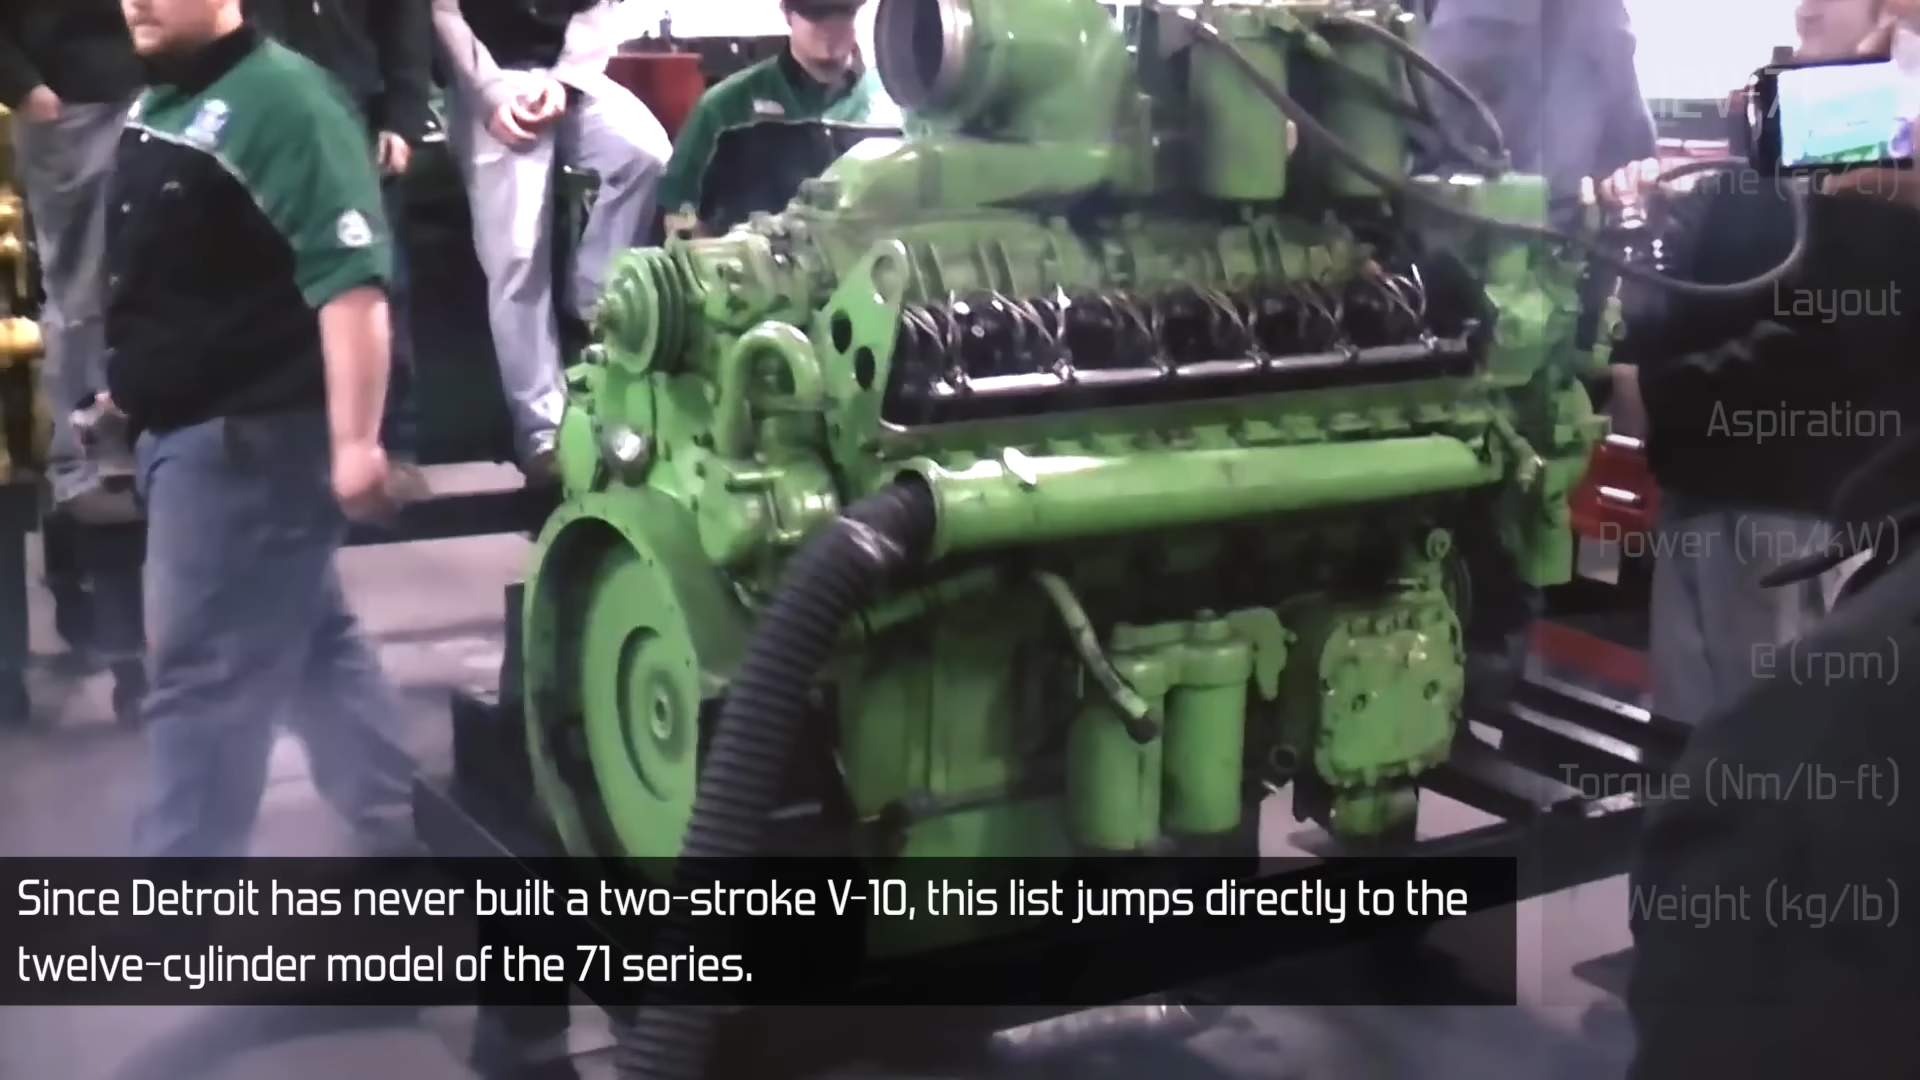 Layout
Aspiration
Power (hp/kW)
@ (rpm)
Torque (Nm/lb-ft)
Weight (kg/lb)
Since Detroit has never built a two-stroke V-10, this list jumps directly to the
twelve-cylinder model of the 71 series.